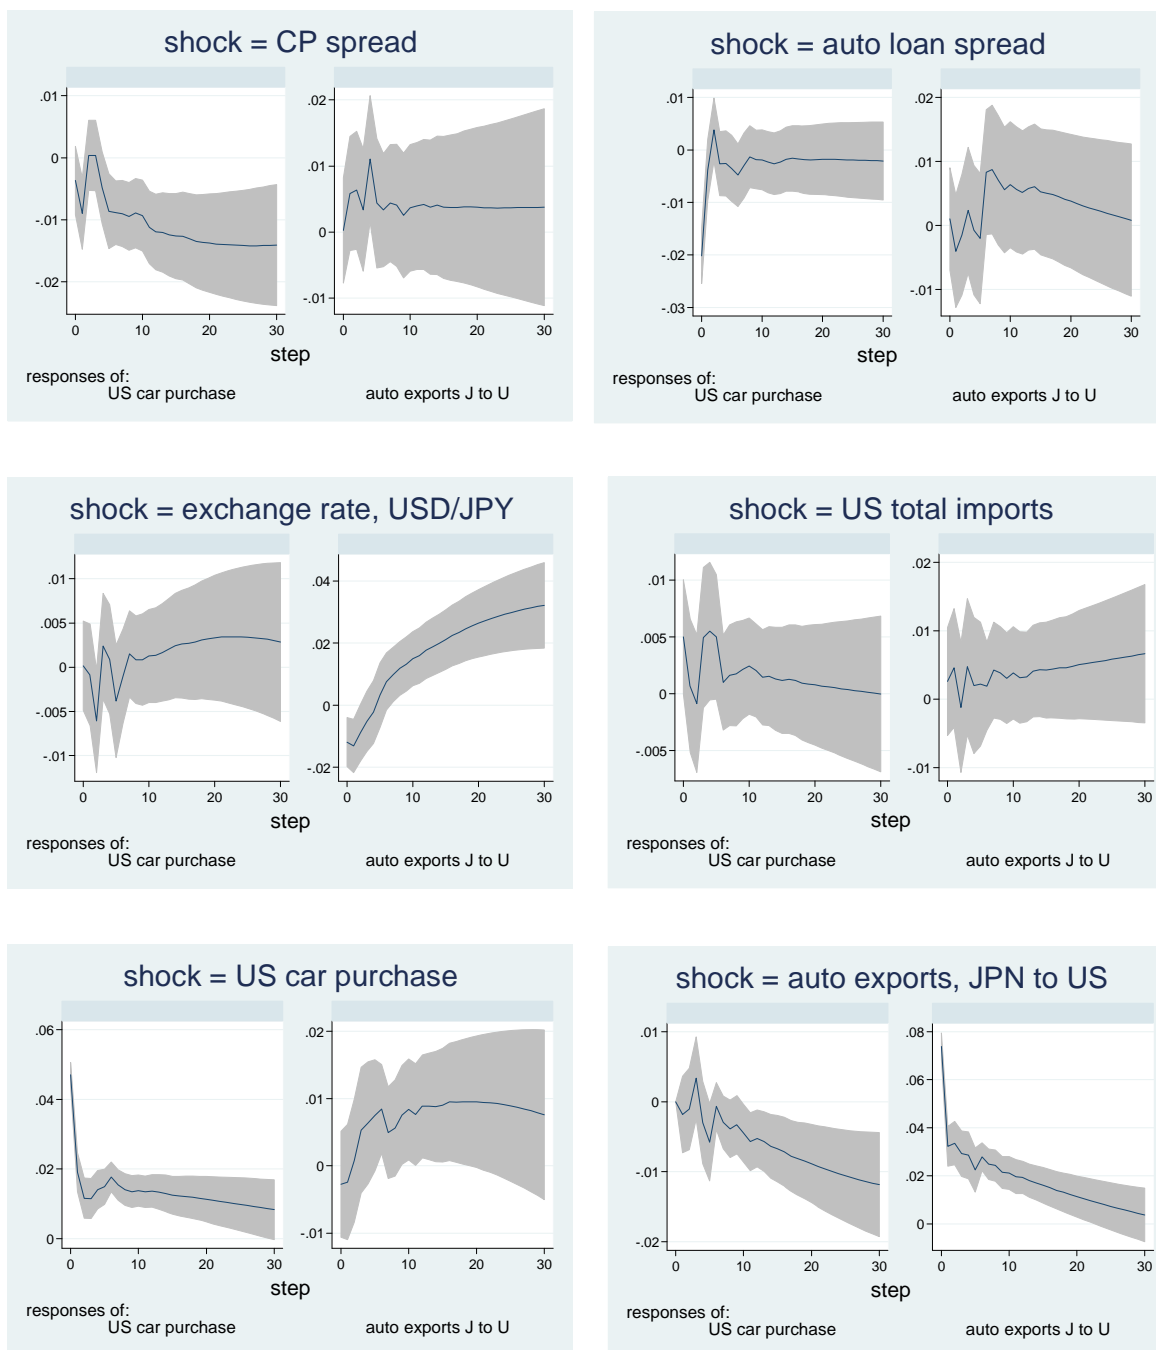 shock = CP spread
.01
0
-.01
-.02
0 10 20 30
.02
.01
0
-.01
0 10 20 30
step
responses of:
US car purchase auto exports J to U
shock = auto loan spread
.01
0
-.01
-.02
-.03
0 10 20 30
.02
.01
0
-.01
0 10 20 30
step
responses of:
US car purchase auto exports J to U
shock = exchange rate, USD/JPY
.01
.005
0
-.005
-.01
0 10 20 30
.04
.02
0
-.02
0 10 20 30
step
responses of:
US car purchase auto exports J to U
shock = US total imports
.01
.005
0
-.005
0 10 20 30
.02
.01
0
-.01
0 10 20 30
step
responses of:
US car purchase auto exports J to U
shock = US car purchase
.06
.04
.02
0
0 10 20 30
.02
.01
0
-.01
0 10 20 30
step
responses of:
US car purchase auto exports J to U
shock = auto exports, JPN to US
.01
0
-.01
-.02
0 10 20 30
.08
.06
.04
.02
0
0 10 20 30
step
responses of:
US car purchase auto exports J to U